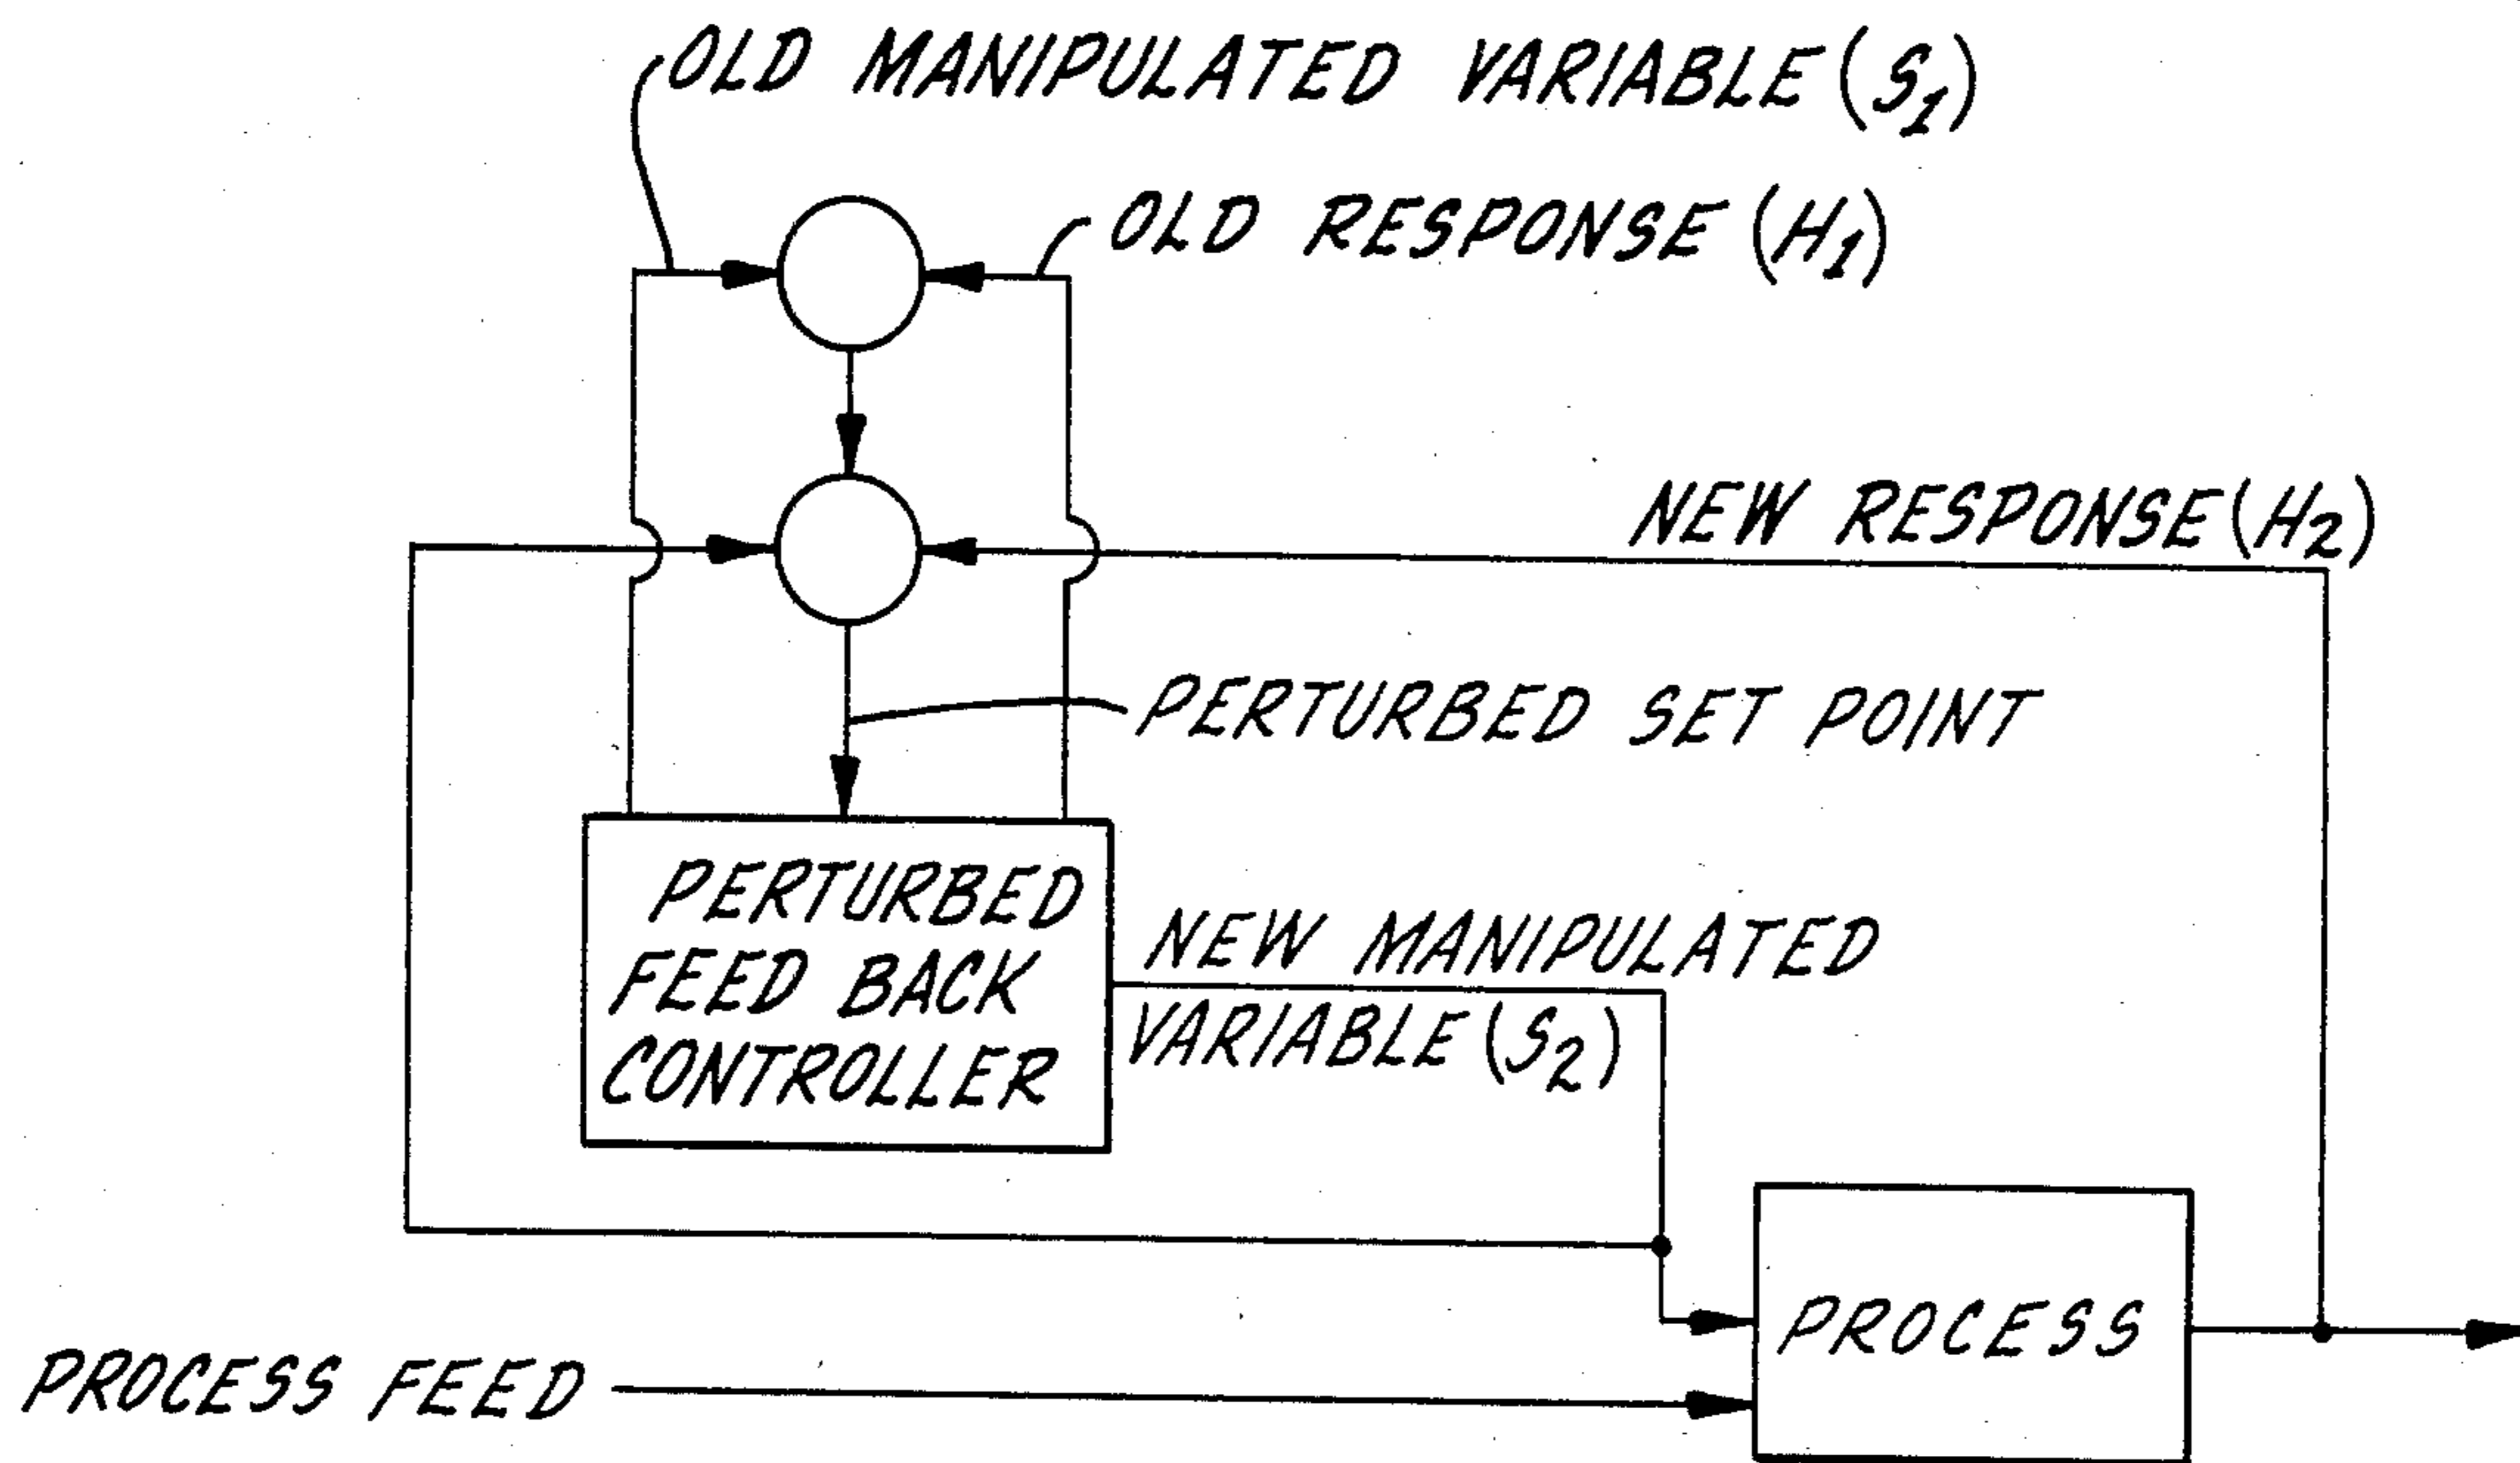 OLD MANIPULATED VARIABLE (S1)
OLD RESPONSE (H1)
NEW RESPONSE (H2)
PERTURBED SET POINT
PERTURBED
FEED BACK
CONTROLLER
NEW MANIPULATED
VARIABLE (S2)
PROCESS
PROCESS FEED